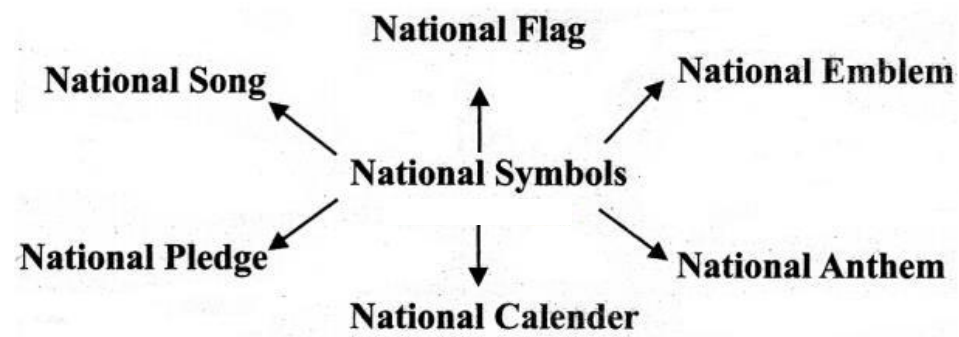 National Flag
National Song
National Emblem
National Symbols
National Pledge
National Anthem
National Calender